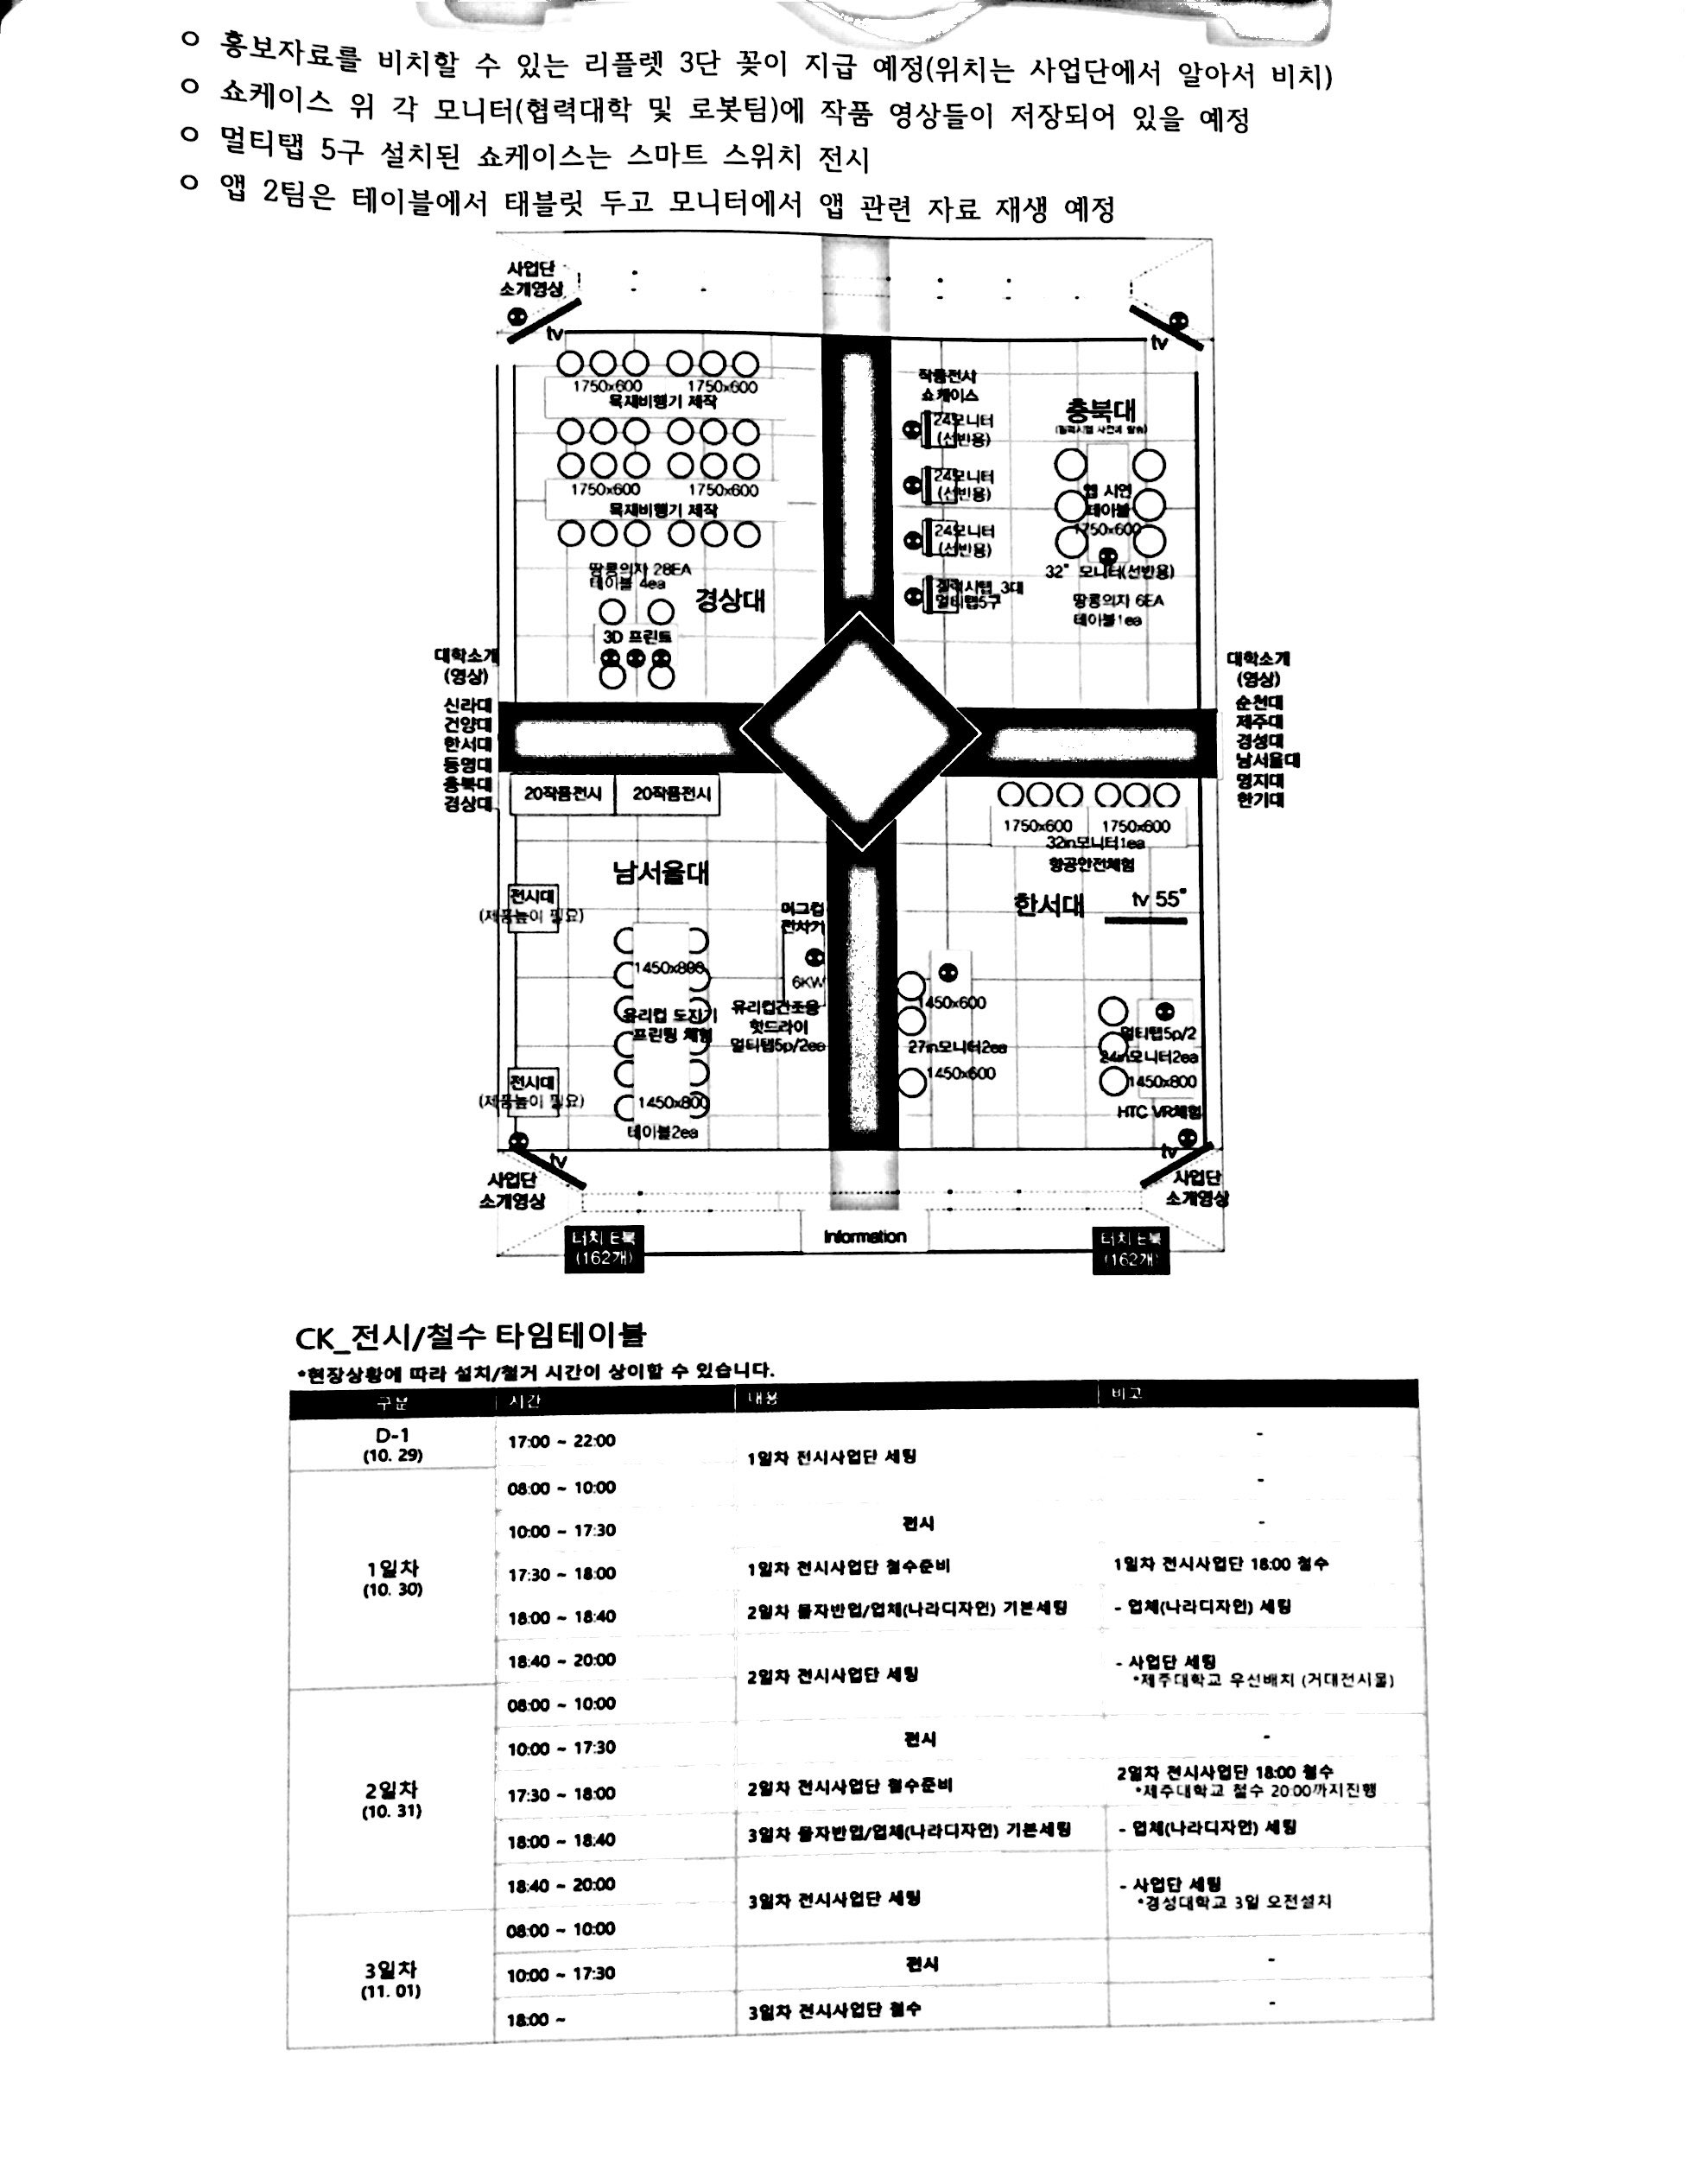 ○ 홍보자료를 비치할 수 있는 리플렛 3단 꽂이 지급 예정(위치는 사업단에서 알아서 비치)
○ 쇼케이스 위 각 모니터(협력대학 및 로봇팀)에 작품 영상들이 저장되어 있을 예정
○ 멀티탭 5구 설치된 쇼케이스는 스마트 스위치 전시
○ 앱 2팀은 테이블에서 태블릿 두고 모니터에서 앱 관련 자료 재생 예정
사업단
소개영상
tv
tv
1750x600 1750x600
목재비행기 제작
1750x600 1750x600
목재비행기 제작
땅콩의자 28EA
테이블 4ea
경상대
3D 프린트
작품전시
쇼케이스
24모니터
(선반용)
24모니터
(선반용)
24모니터
(선반용)
갤럭시탭 3대
멀티탭5구
충북대
앱 시연
테이블
1750x600
32" 모니터(선반용)
땅콩의자 6EA
테이블1ea
대학소개
(영상)
신라대
건양대
한서대
동명대
충북대
경상대
대학소개
(영상)
순천대
제주대
경성대
남서울대
명지대
한기대
20작품전시 20작품전시
남서울대
전시대
(제품높이 필요)
머그컵
전사기
6KW
1450x800
유리컵 도진기
프린팅 체험
유리컵건조용
핫드라이
멀티탭5p/2ea
전시대
(제품높이 필요)
1450x800
테이블2ea
1750x600 1750x600
32in모니터1ea
항공안전체험
한서대
tv 55"
1450x600
27in모니터2ea
1450x600
멀티탭5p/2
24in모니터2ea
1450x800
HTC VR체험
tv
사업단
소개영상
tv
사업단
소개영상
Information
터치 E북
(162개)
터치 E북
(162개)
CK_전시/철수 타임테이블
*현장상황에 따라 설치/철거 시간이 상이할 수 있습니다.
구분 시간 내용 비고
D-1
(10. 29)
17:00 ~ 22:00 -
1일차 전시사업단 세팅
08:00 ~ 10:00 -
10:00 ~ 17:30 전시 -
1일차
(10. 30)
17:30 ~ 18:00 1일차 전시사업단 철수준비 1일차 전시사업단 18:00 철수
18:00 ~ 18:40 2일차 물자반입/업체(나라디자인) 기본세팅 - 업체(나라디자인) 세팅
18:40 ~ 20:00 - 사업단 세팅
2일차 전시사업단 세팅 *제주대학교 우선배치 (거대전시물)
08:00 ~ 10:00
10:00 ~ 17:30 전시 -
2일차
(10. 31)
17:30 ~ 18:00 2일차 전시사업단 철수준비 2일차 전시사업단 18:00 철수
*제주대학교 철수 20:00까지진행
18:00 ~ 18:40 3일차 물자반입/업체(나라디자인) 기본세팅 - 업체(나라디자인) 세팅
18:40 ~ 20:00 - 사업단 세팅
3일차 전시사업단 세팅 *경성대학교 3일 오전설치
08:00 ~ 10:00
3일차
(11. 01)
10:00 ~ 17:30 전시 -
18:00 ~ 3일차 전시사업단 철수 -